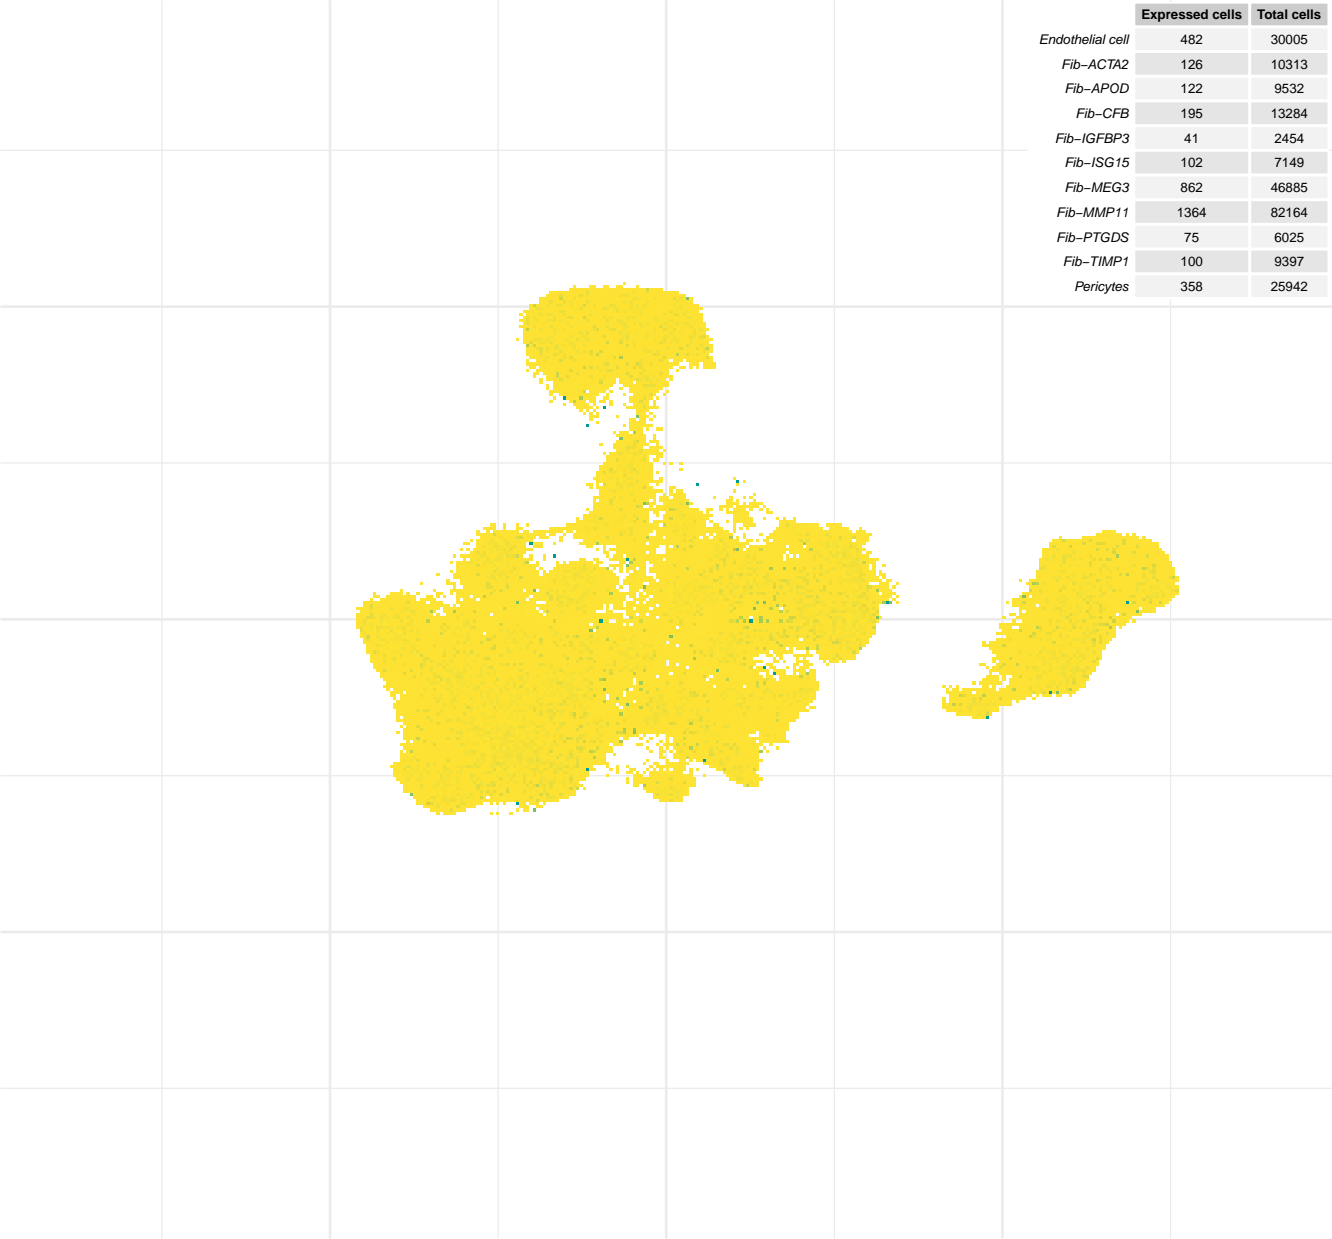 Expressed cells Total cells
Endothelial cell 482 30005
Fib−ACTA2 126 10313
Fib−APOD 122 9532
Fib−CFB 195 13284
Fib−IGFBP3 41 2454
Fib−ISG15 102 7149
Fib−MEG3 862 46885
Fib−MMP11 1364 82164
Fib−PTGDS 75 6025
Fib−TIMP1 100 9397
Pericytes 358 25942